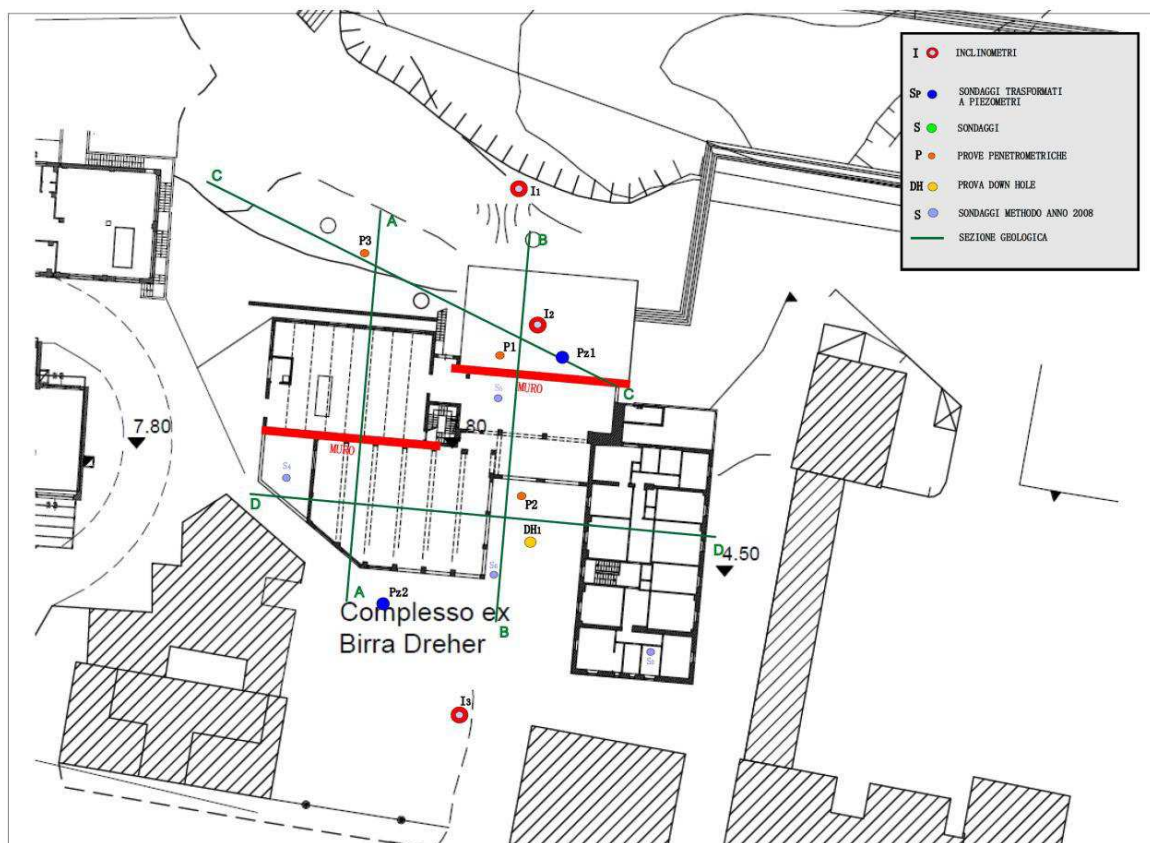 I INCLINOMETRI
SP SONDAGGI TRASFORMATI
A PIEZOMETRI
S SONDAGGI
P PROVE PENETROMETRICHE
DH PROVA DOWN HOLE
S SONDAGGI METHODO ANNO 2008
SEZIONE GEOLOGICA
C
I1
A
B
P3
I2
P1
Pz1
MURO
C
S5
7.80
80
MURO
S4
D
P2
DH1
D
4.50
S6
A
Pz2
Complesso ex
B
Birra Dreher
I3